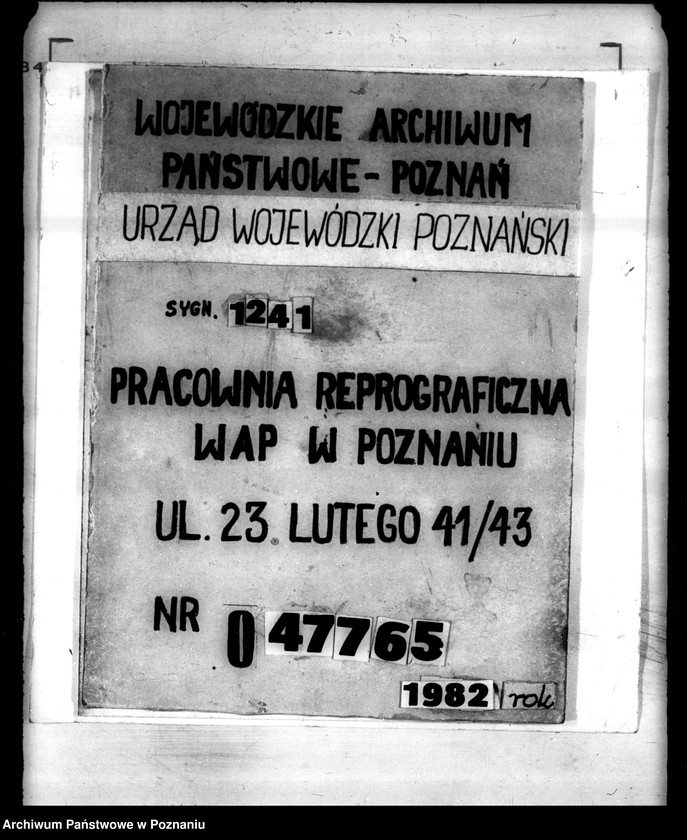 84
WOJEWÓDZKIE ARCHIWUM
PAŃSTWOWE - POZNAŃ
URZĄD WOJEWÓDZKI POZNAŃSKI
SYGN. 1241
PRACOWNIA REPROGRAFICZNA
WAP W POZNANIU
UL. 23 LUTEGO 41/43
NR 0 47765
1982 rok
Archiwum Państwowe w Poznaniu